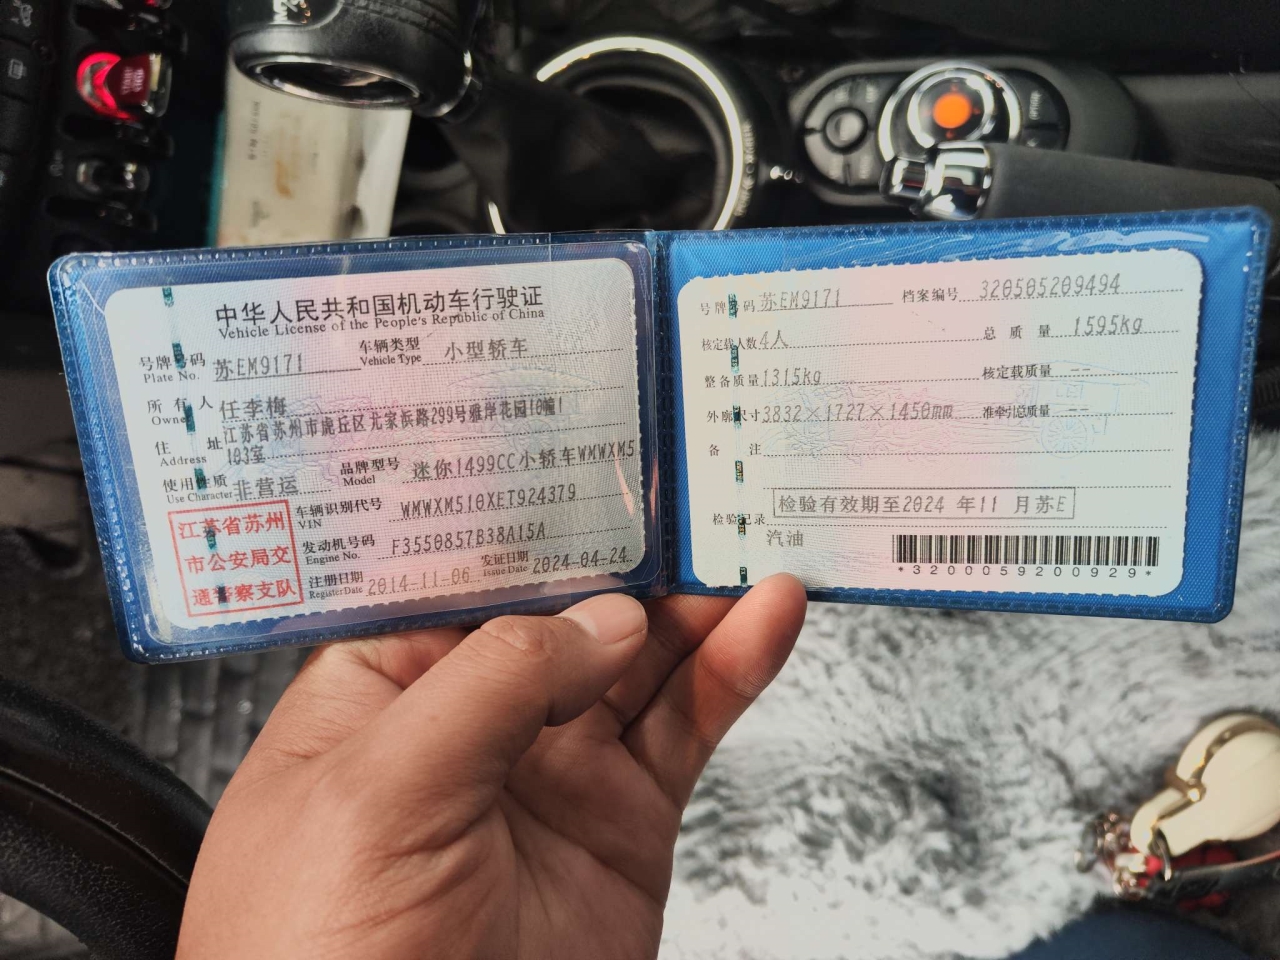 中华人民共和国机动车行驶证
Vehicle License of the People's Republic of China
号牌号码 苏EM9171 车辆类型 小型轿车
Plate No. Vehicle Type
所有人 任李梅
Owner
住址 江苏省苏州市虎丘区尤家浜路299号雅岸花园10幢1
Address 103室
使用性质 非营运 品牌型号 迷你1499CC小轿车WMWXM5
Use Character Model
江苏省苏州
市公安局交
通警察支队
车辆识别代号 WMWXM510XET924379
VIN
发动机号码 F3550857B38A15A
Engine No.
注册日期 2014-11-06 发证日期 2024-04-24
Register Date Issue Date
号牌号码 苏EM9171 档案编号 320505209494
核定载人数 4人 总质量 1595kg
整备质量 1315kg 核定载质量 --
外廓尺寸 3832×1727×1450mm 准牵引总质量 --
备注
检验有效期至2024 年11 月苏E
检验记录
汽油
*3200059200929*